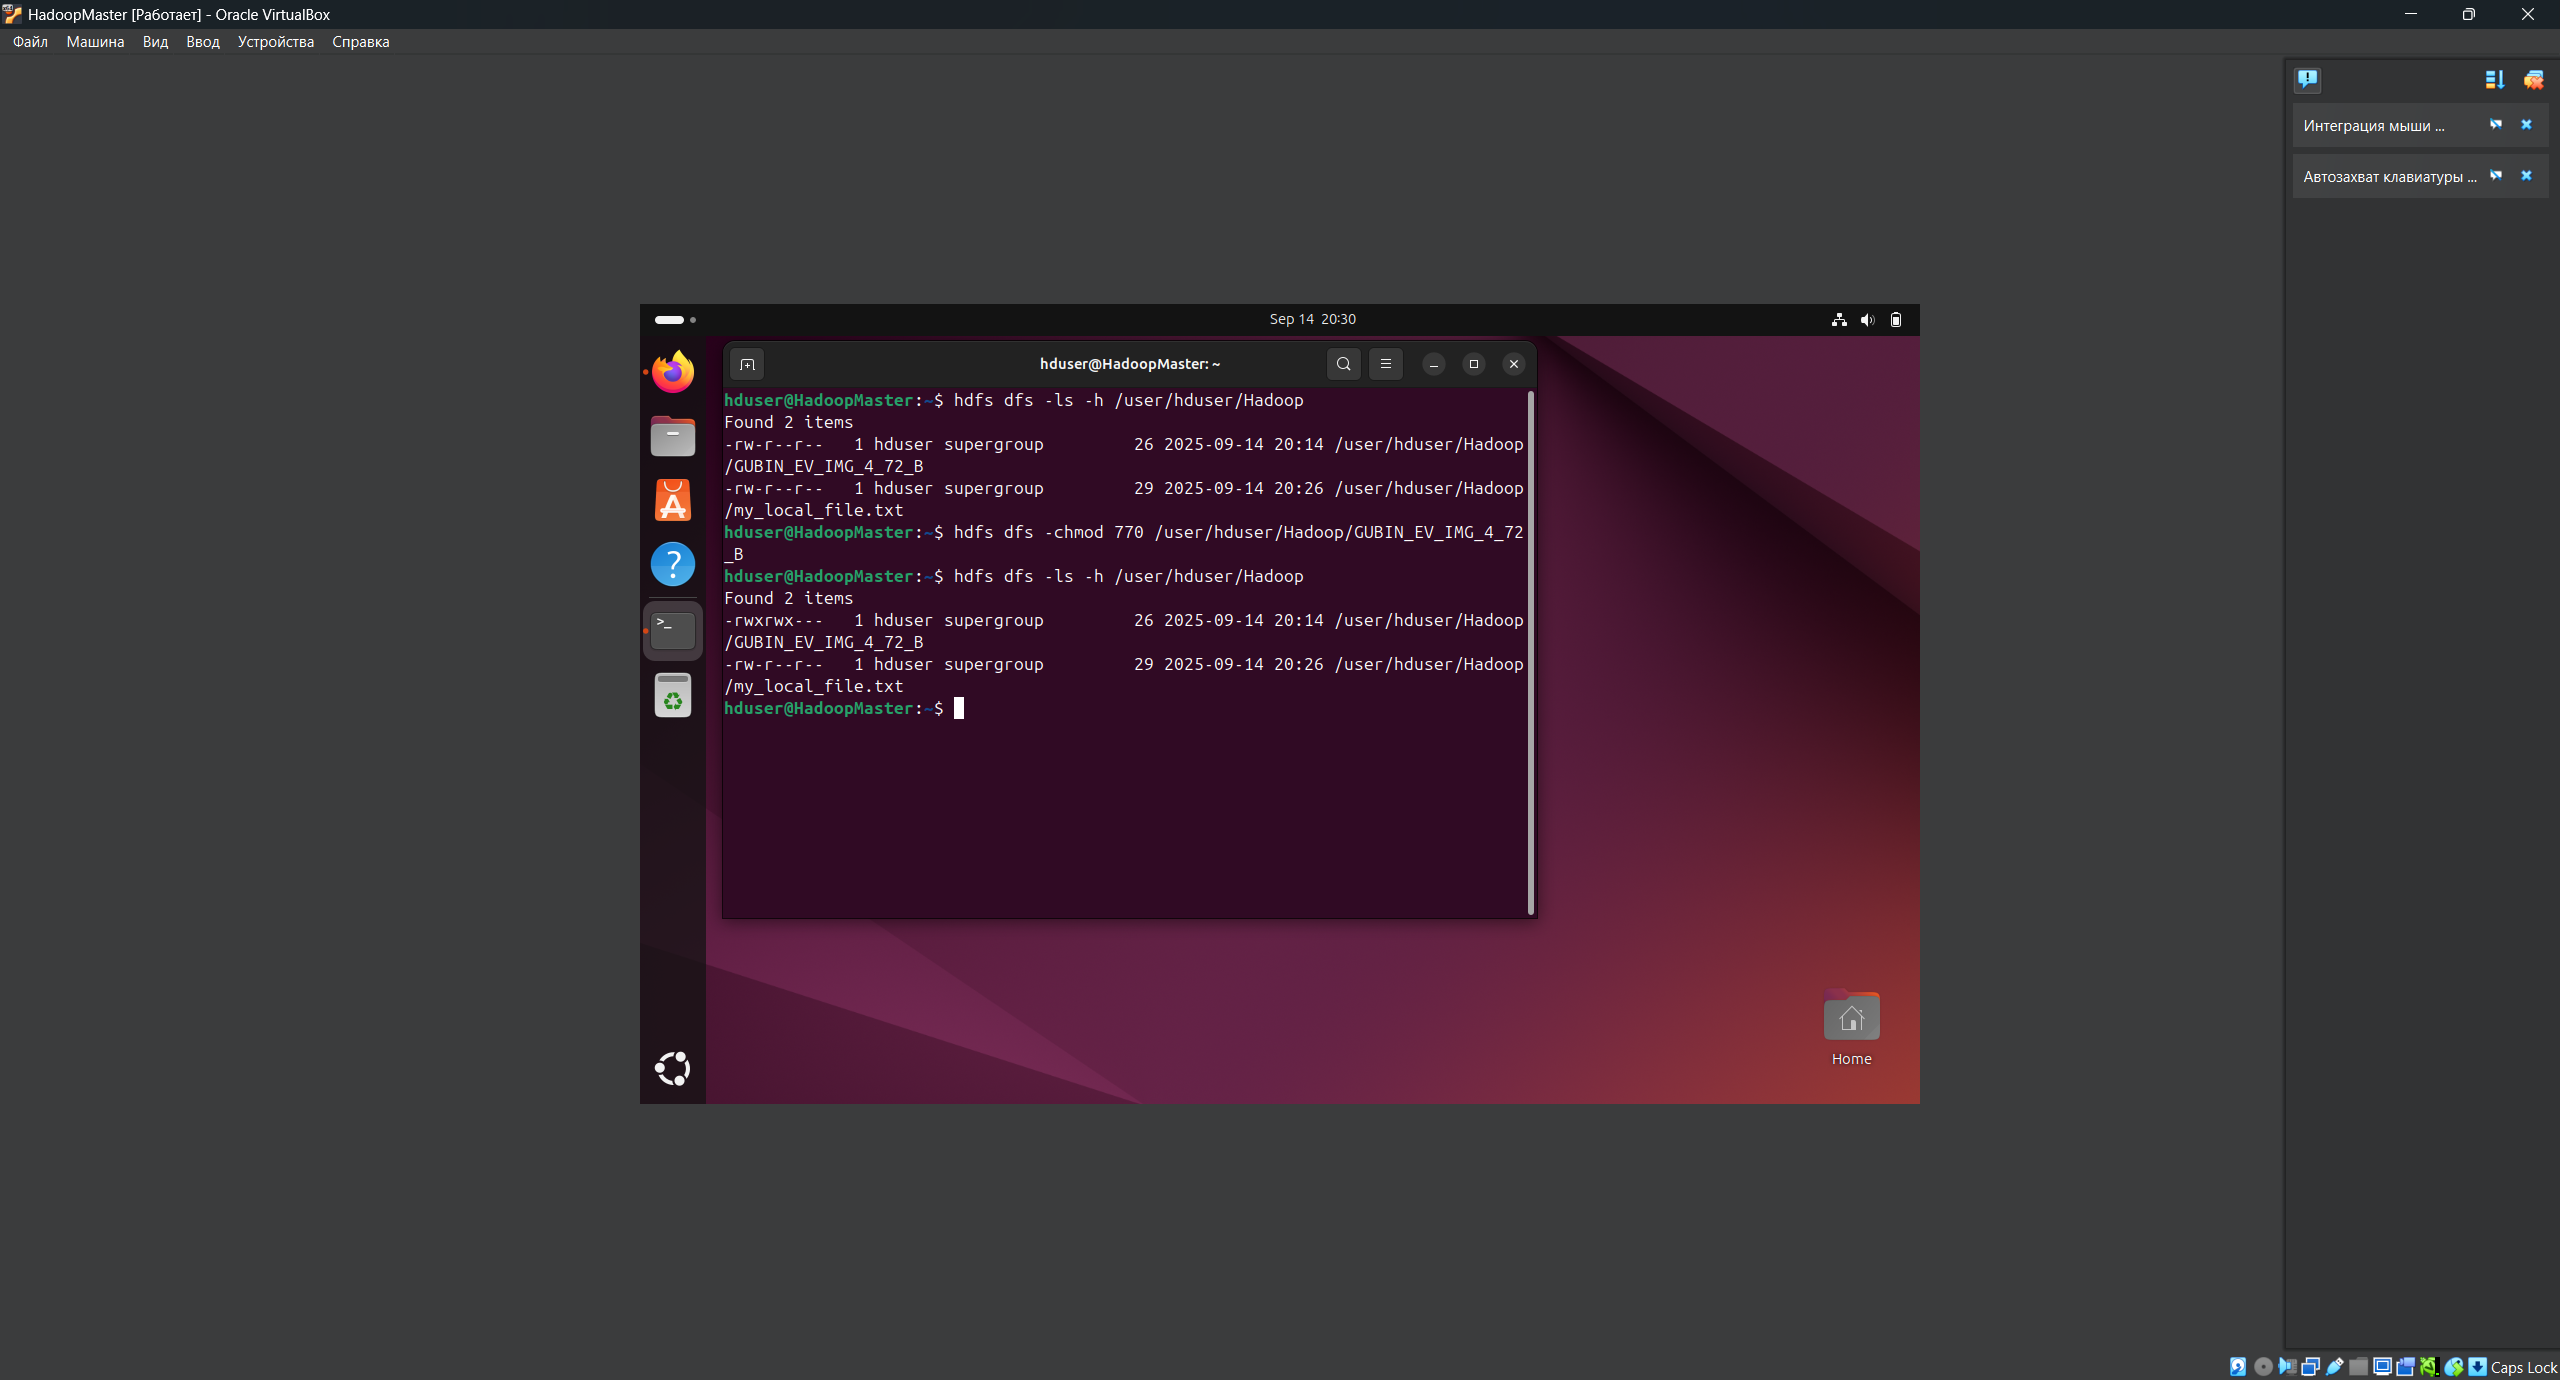 HadoopMaster [Работает] - Oracle VirtualBox
Файл Машина Вид Ввод Устройства Справка
Интеграция мыши ...
Автозахват клавиатуры ...
Sep 14 20:30
hduser@HadoopMaster: ~
hduser@HadoopMaster:~$ hdfs dfs -ls -h /user/hduser/Hadoop
Found 2 items
-rw-r--r--   1 hduser supergroup         26 2025-09-14 20:14 /user/hduser/Hadoop
/GUBIN_EV_IMG_4_72_B
-rw-r--r--   1 hduser supergroup         29 2025-09-14 20:26 /user/hduser/Hadoop
/my_local_file.txt
hduser@HadoopMaster:~$ hdfs dfs -chmod 770 /user/hduser/Hadoop/GUBIN_EV_IMG_4_72
_B
hduser@HadoopMaster:~$ hdfs dfs -ls -h /user/hduser/Hadoop
Found 2 items
-rwxrwx---   1 hduser supergroup         26 2025-09-14 20:14 /user/hduser/Hadoop
/GUBIN_EV_IMG_4_72_B
-rw-r--r--   1 hduser supergroup         29 2025-09-14 20:26 /user/hduser/Hadoop
/my_local_file.txt
hduser@HadoopMaster:~$
Home
Caps Lock